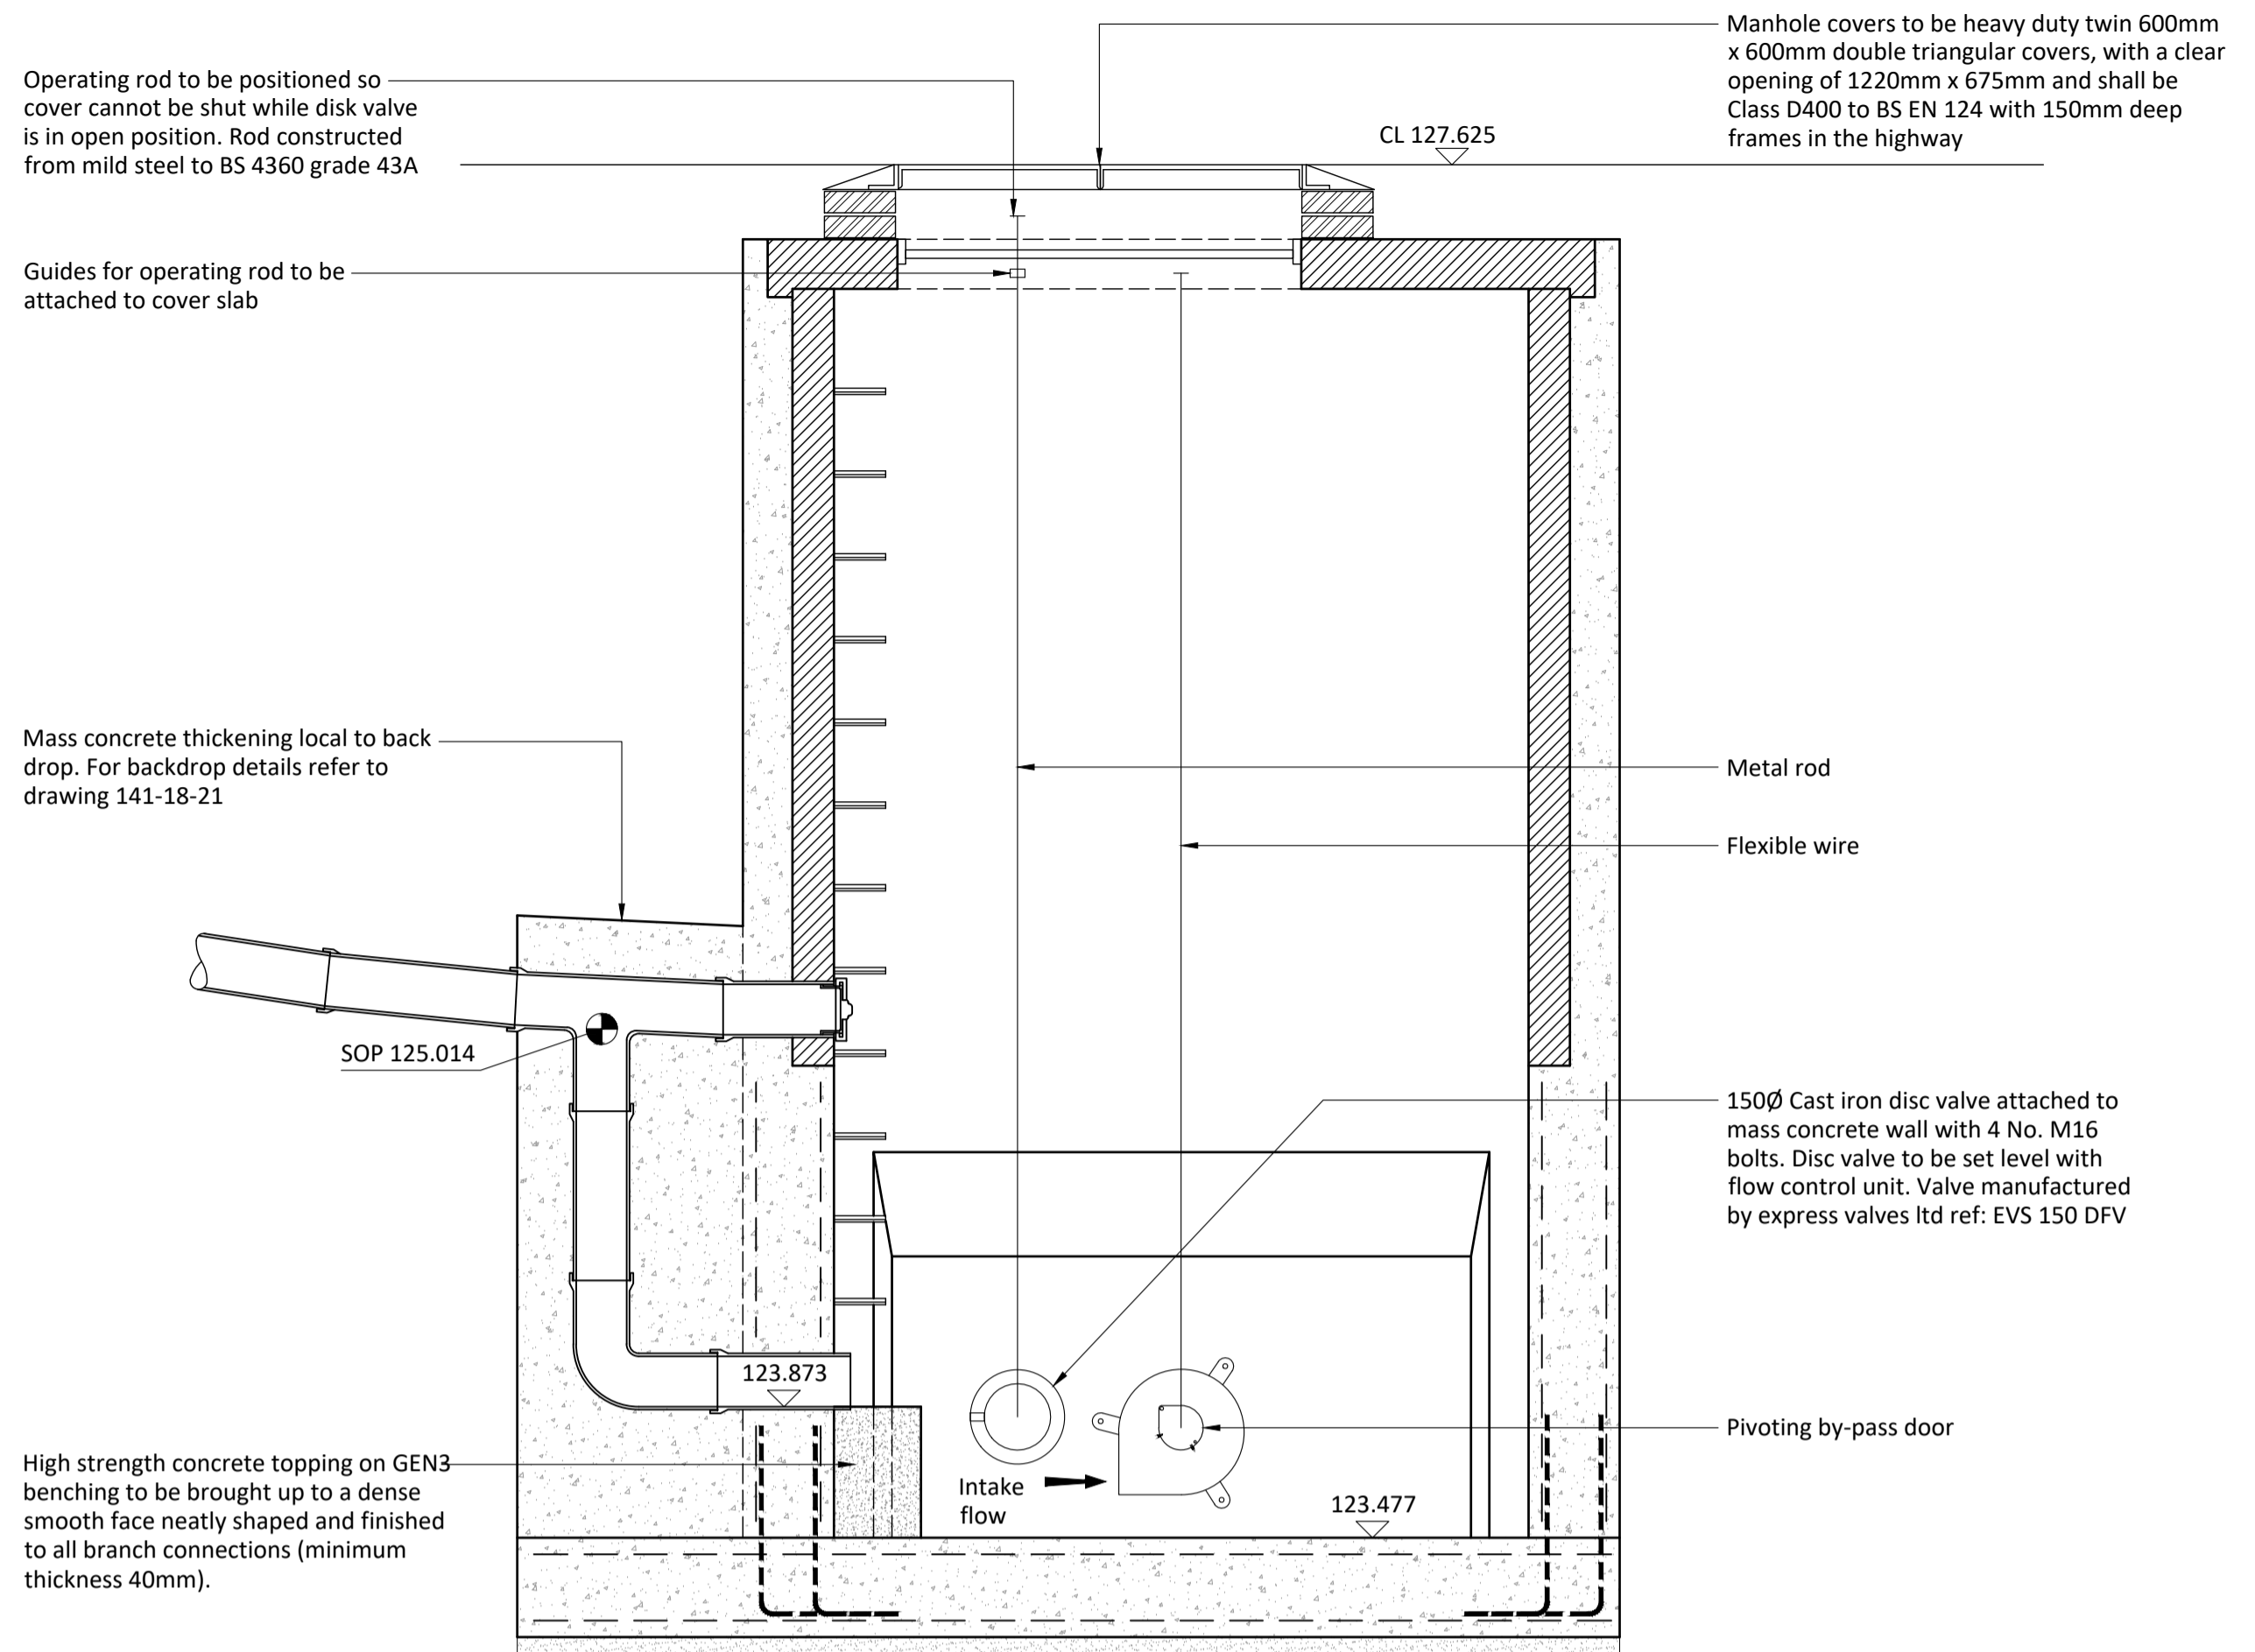 Manhole covers to be heavy duty twin 600mm
x 600mm double triangular covers, with a clear
opening of 1220mm x 675mm and shall be
Class D400 to BS EN 124 with 150mm deep
frames in the highway
Operating rod to be positioned so
cover cannot be shut while disk valve
is in open position. Rod constructed
from mild steel to BS 4360 grade 43A
CL 127.625
Guides for operating rod to be
attached to cover slab
Mass concrete thickening local to back
drop. For backdrop details refer to
drawing 141-18-21
Metal rod
Flexible wire
SOP 125.014
150Ø Cast iron disc valve attached to
mass concrete wall with 4 No. M16
bolts. Disc valve to be set level with
flow control unit. Valve manufactured
by express valves ltd ref: EVS 150 DFV
123.873
Pivoting by-pass door
High strength concrete topping on GEN3
benching to be brought up to a dense
smooth face neatly shaped and finished
to all branch connections (minimum
thickness 40mm).
Intake
flow
123.477